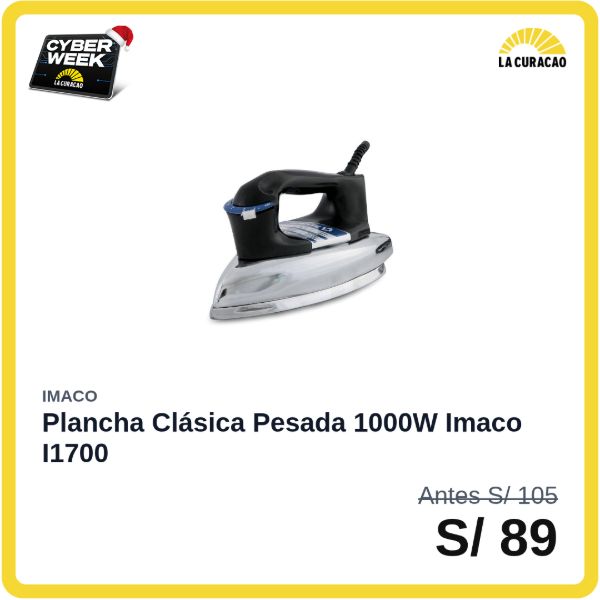 CYBER
WEEK
LA CURACAO
LA CURACAO
IMACO
Plancha Clásica Pesada 1000W Imaco
I1700
Antes S/ 105
S/ 89